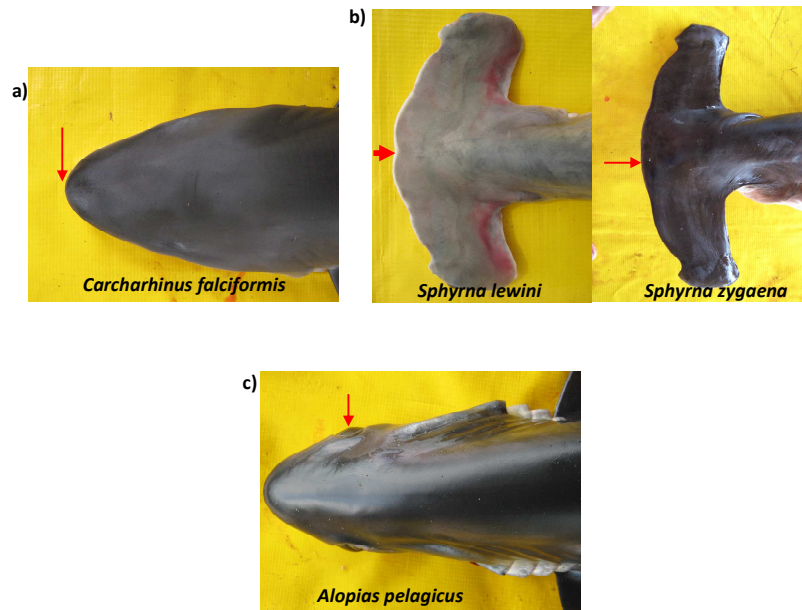 a)
Carcharhinus falciformis
b)
Sphyrna lewini
Sphyrna zygaena
c)
Alopias pelagicus